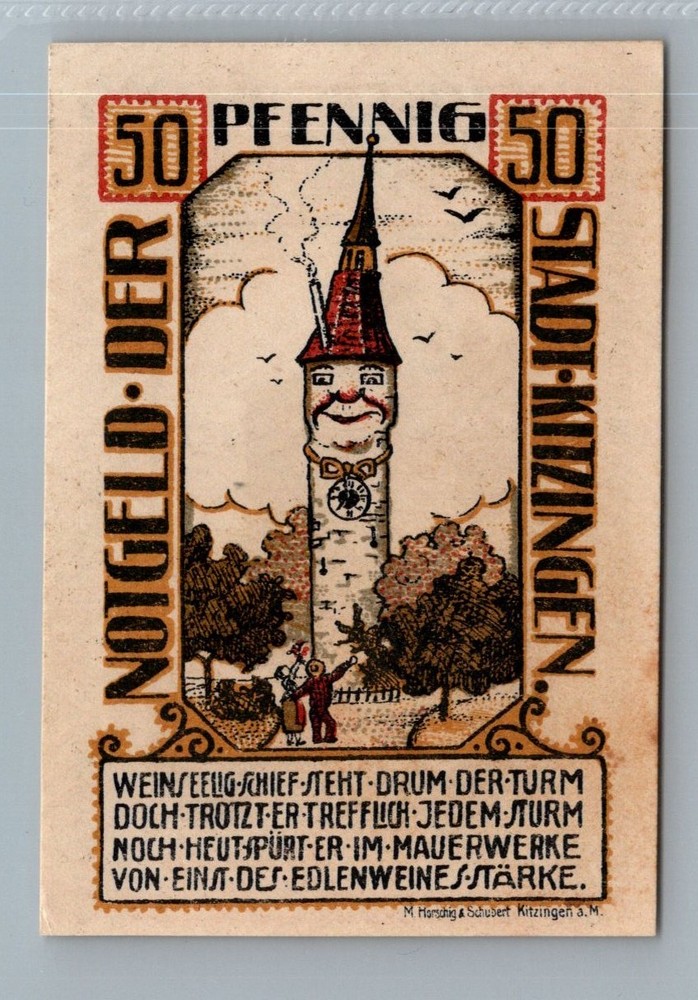 50 PFENNIG 50
NOTGELD · DER
STADT · KITZINGEN.
WEINSEELIG · SCHIEF · STEHT · DRUM · DER · TURM
DOCH · TROTZT · ER · TREFFLICH · JEDEM · STURM
NOCH · HEUT · SPÜRT · ER · IM · MAUERWERKE
VON · EINST · DES · EDLENWEINES · STÄRKE.
M. Horschig & Schubert Kitzingen a. M.